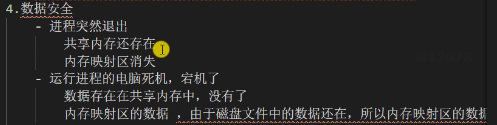 4.数据安全
- 进程突然退出
共享内存还存在
内存映射区消失
- 运行进程的电脑死机，宕机了
数据存在在共享内存中，没有了
内存映射区的数据 ，由于磁盘文件中的数据还在，所以内存映射区的数据